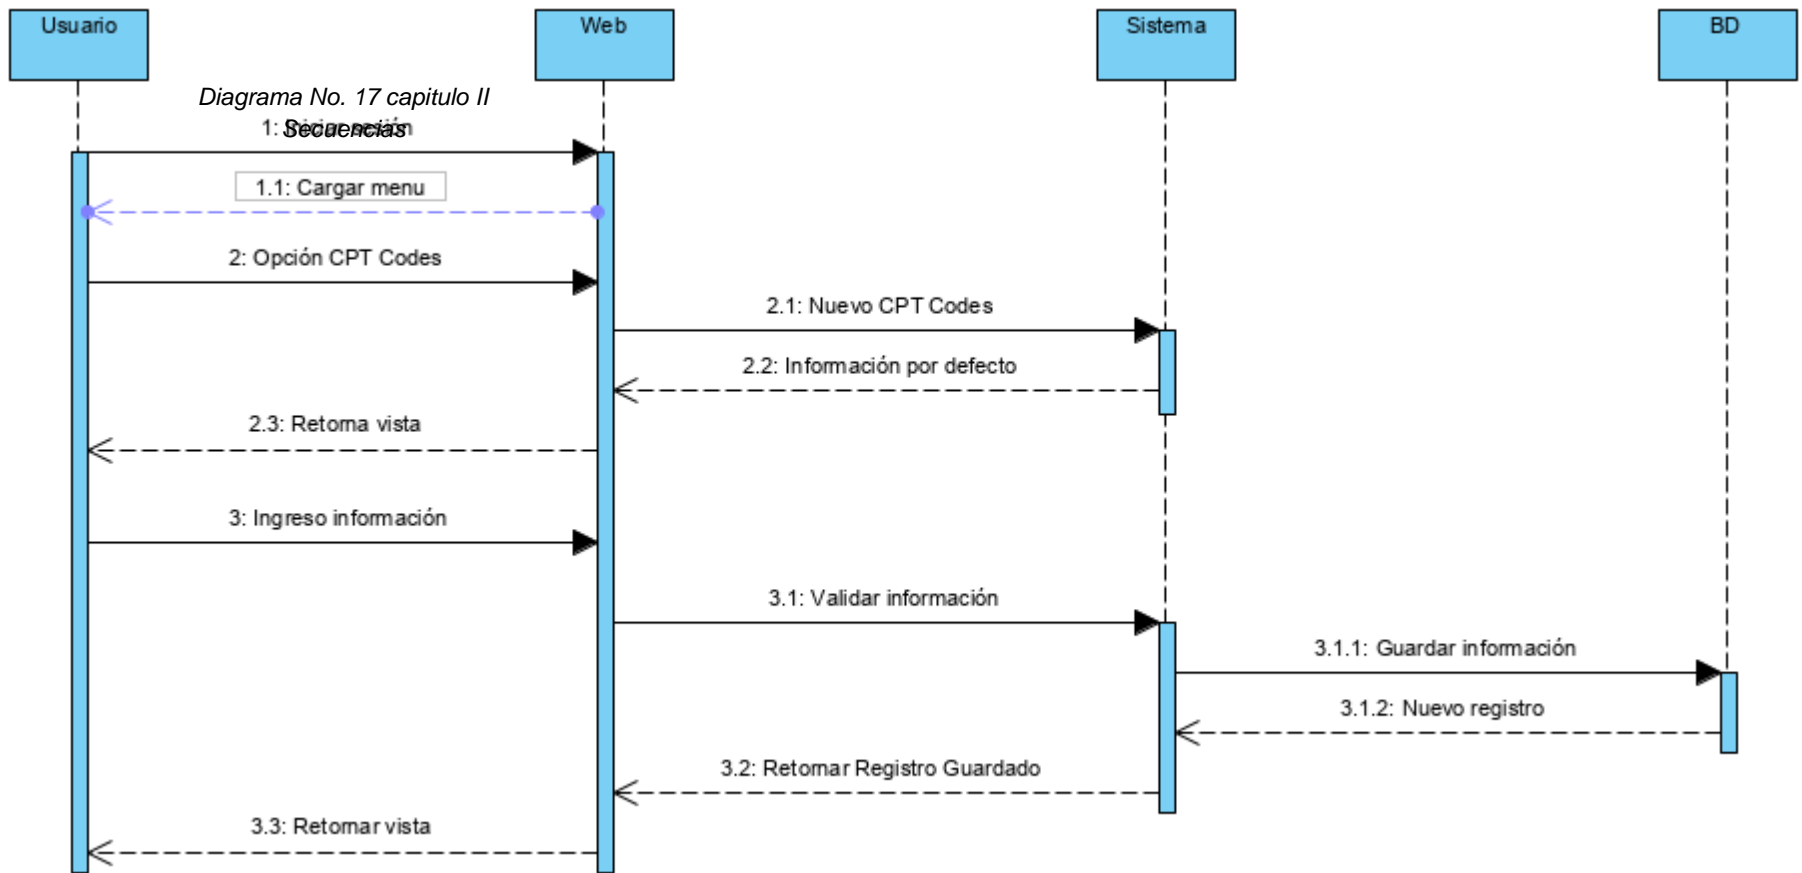 Usuario
Web
Sistema
BD
Diagrama No. 17 capitulo II
Secuencias
1: Iniciar sesión
1.1: Cargar menu
2: Opción CPT Codes
2.1: Nuevo CPT Codes
2.2: Información por defecto
2.3: Retorna vista
3: Ingreso información
3.1: Validar información
3.1.1: Guardar información
3.1.2: Nuevo registro
3.2: Retornar Registro Guardado
3.3: Retornar vista